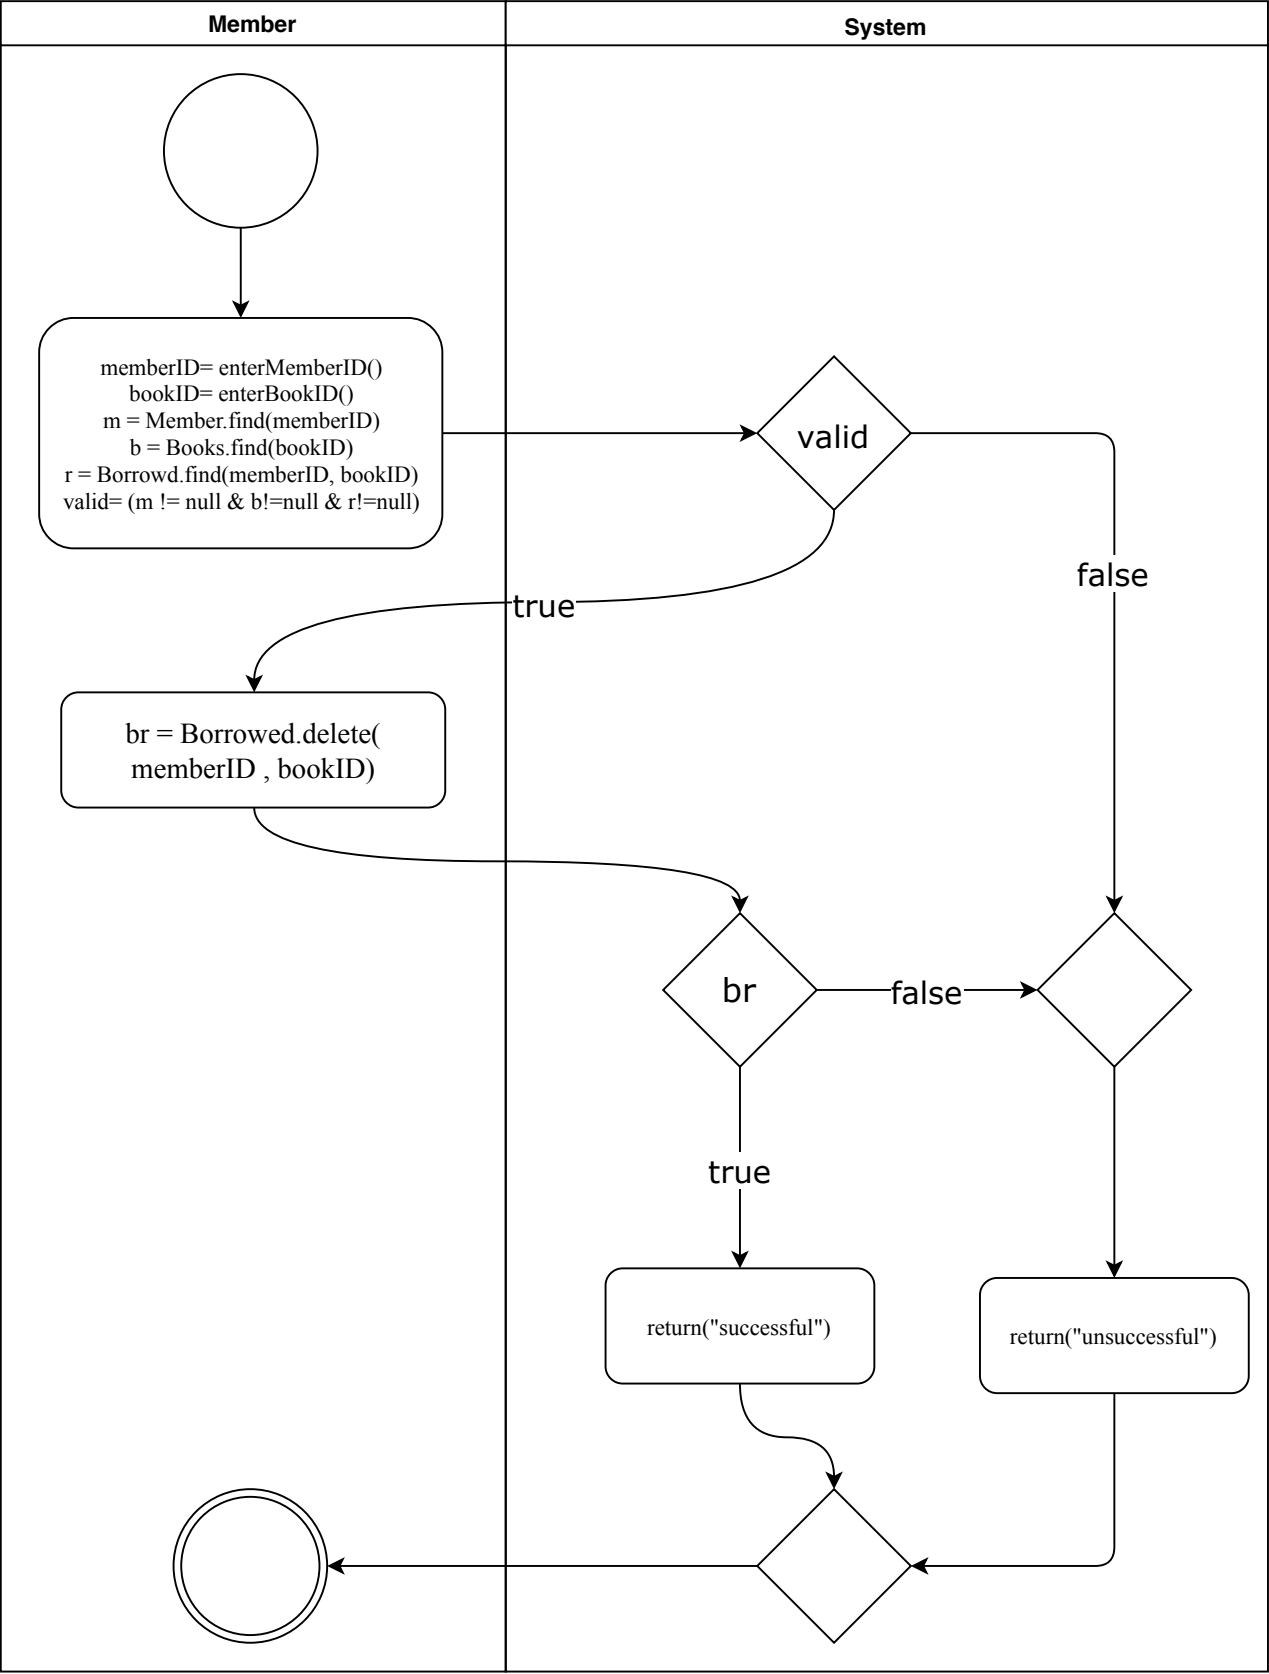 Member
System
memberID= enterMemberID()
bookID= enterBookID()
m = Member.find(memberID)
b = Books.find(bookID)
r = Borrowd.find(memberID, bookID)
valid= (m != null & b!=null & r!=null)
valid
false
true
br = Borrowed.delete(
memberID , bookID)
br
false
true
return("successful")
return("unsuccessful")